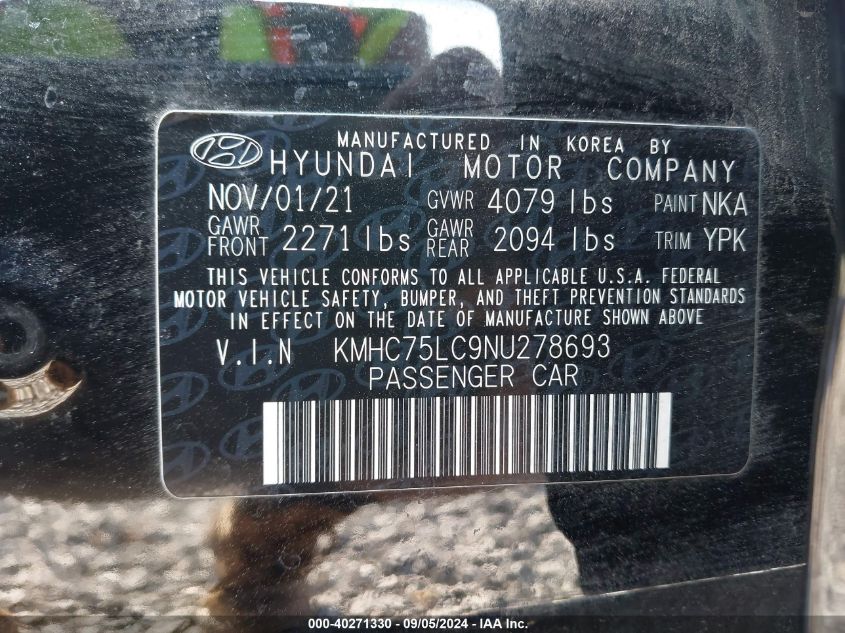 MANUFACTURED IN KOREA BY
HYUNDAI MOTOR COMPANY
NOV/01/21 GVWR 4079 lbs PAINT NKA
GAWR FRONT 2271 lbs GAWR REAR 2094 lbs TRIM YPK
THIS VEHICLE CONFORMS TO ALL APPLICABLE U.S.A. FEDERAL
MOTOR VEHICLE SAFETY, BUMPER, AND THEFT PREVENTION STANDARDS
IN EFFECT ON THE DATE OF MANUFACTURE SHOWN ABOVE
V.I.N KMHC75LC9NU278693
PASSENGER CAR
000-40271330 - 09/05/2024 - IAA Inc.